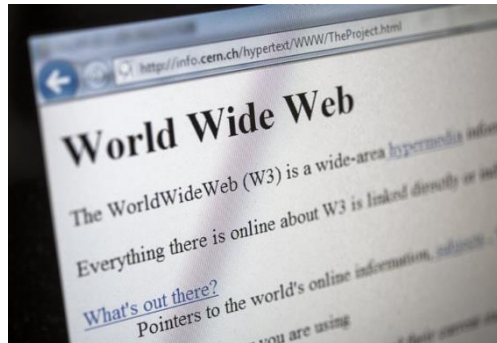 http://info.cern.ch/hypertext/WWW/TheProject.html
World Wide Web
The WorldWideWeb (W3) is a wide-area hypermedia
Everything there is online about W3 is linked directly or
What's out there?
Pointers to the world's online information, subjects
you are using